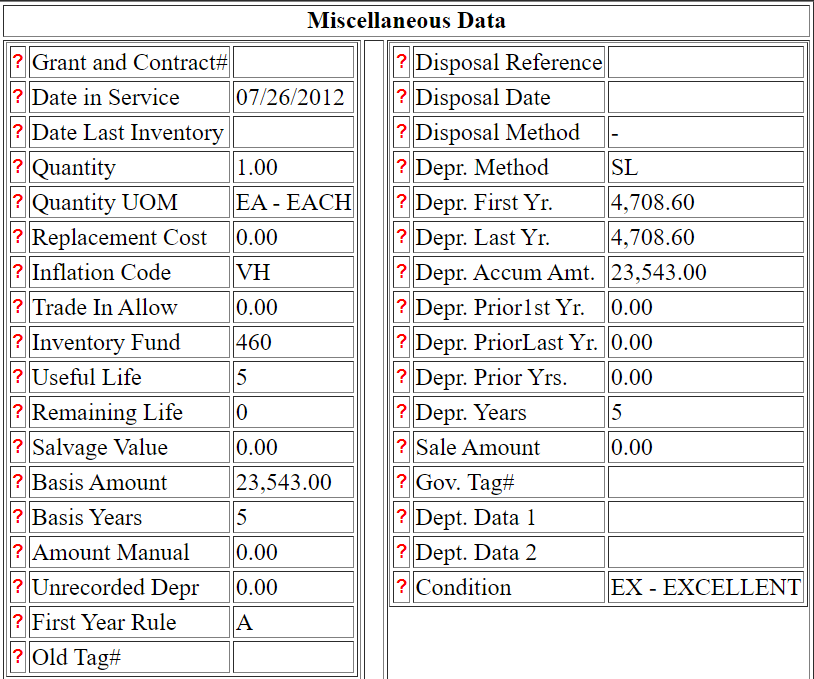 Miscellaneous Data
? Grant and Contract#
? Date in Service 07/26/2012
? Date Last Inventory
? Quantity 1.00
? Quantity UOM EA - EACH
? Replacement Cost 0.00
? Inflation Code VH
? Trade In Allow 0.00
? Inventory Fund 460
? Useful Life 5
? Remaining Life 0
? Salvage Value 0.00
? Basis Amount 23,543.00
? Basis Years 5
? Amount Manual 0.00
? Unrecorded Depr 0.00
? First Year Rule A
? Old Tag#
? Disposal Reference
? Disposal Date
? Disposal Method -
? Depr. Method SL
? Depr. First Yr. 4,708.60
? Depr. Last Yr. 4,708.60
? Depr. Accum Amt. 23,543.00
? Depr. Prior1st Yr. 0.00
? Depr. PriorLast Yr. 0.00
? Depr. Prior Yrs. 0.00
? Depr. Years 5
? Sale Amount 0.00
? Gov. Tag#
? Dept. Data 1
? Dept. Data 2
? Condition EX - EXCELLENT